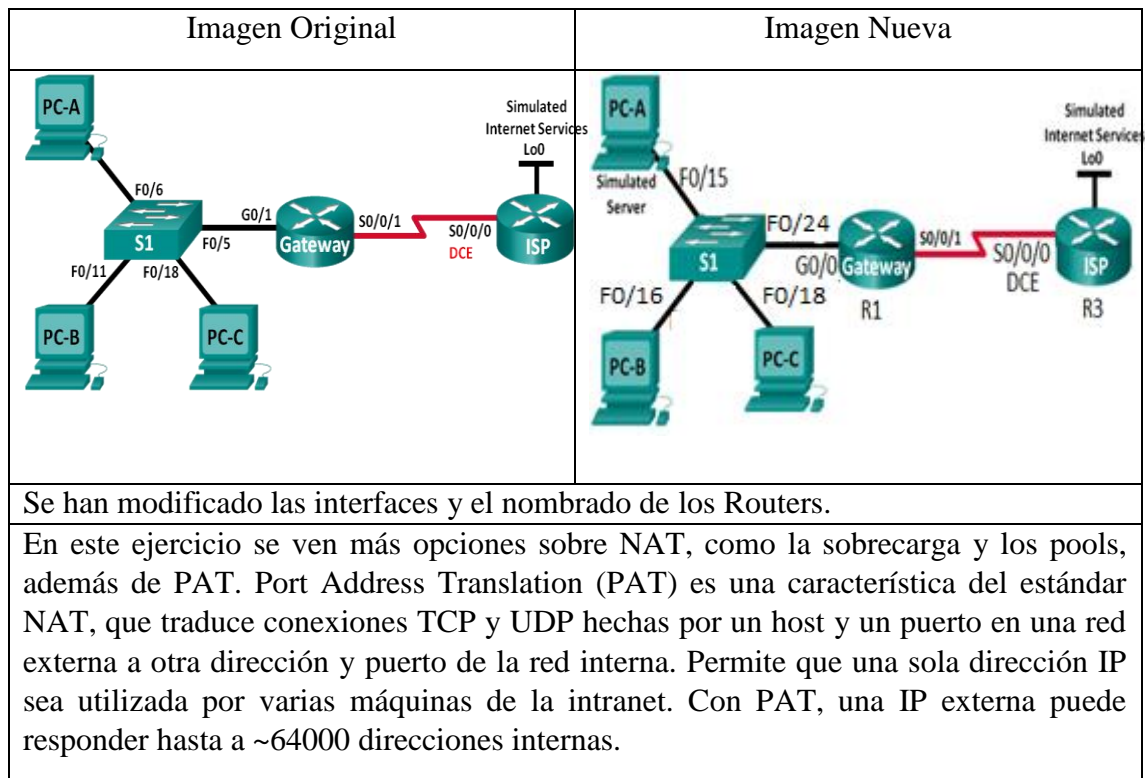 Imagen Original
Imagen Nueva
PC-A
Simulated
Internet Services
Lo0
F0/6
G0/1
S0/0/1
S0/0/0
S1
F0/5
Gateway
DCE
ISP
F0/11
F0/18
PC-B
PC-C
PC-A
Simulated
Internet Services
Lo0
Simulated
Server
F0/15
F0/24
S0/0/1
S0/0/0
S1
G0/0
Gateway
DCE
ISP
F0/16
F0/18
R1
R3
PC-B
PC-C
Se han modificado las interfaces y el nombrado de los Routers.
En este ejercicio se ven más opciones sobre NAT, como la sobrecarga y los pools,
además de PAT. Port Address Translation (PAT) es una característica del estándar
NAT, que traduce conexiones TCP y UDP hechas por un host y un puerto en una red
externa a otra dirección y puerto de la red interna. Permite que una sola dirección IP
sea utilizada por varias máquinas de la intranet. Con PAT, una IP externa puede
responder hasta a ~64000 direcciones internas.